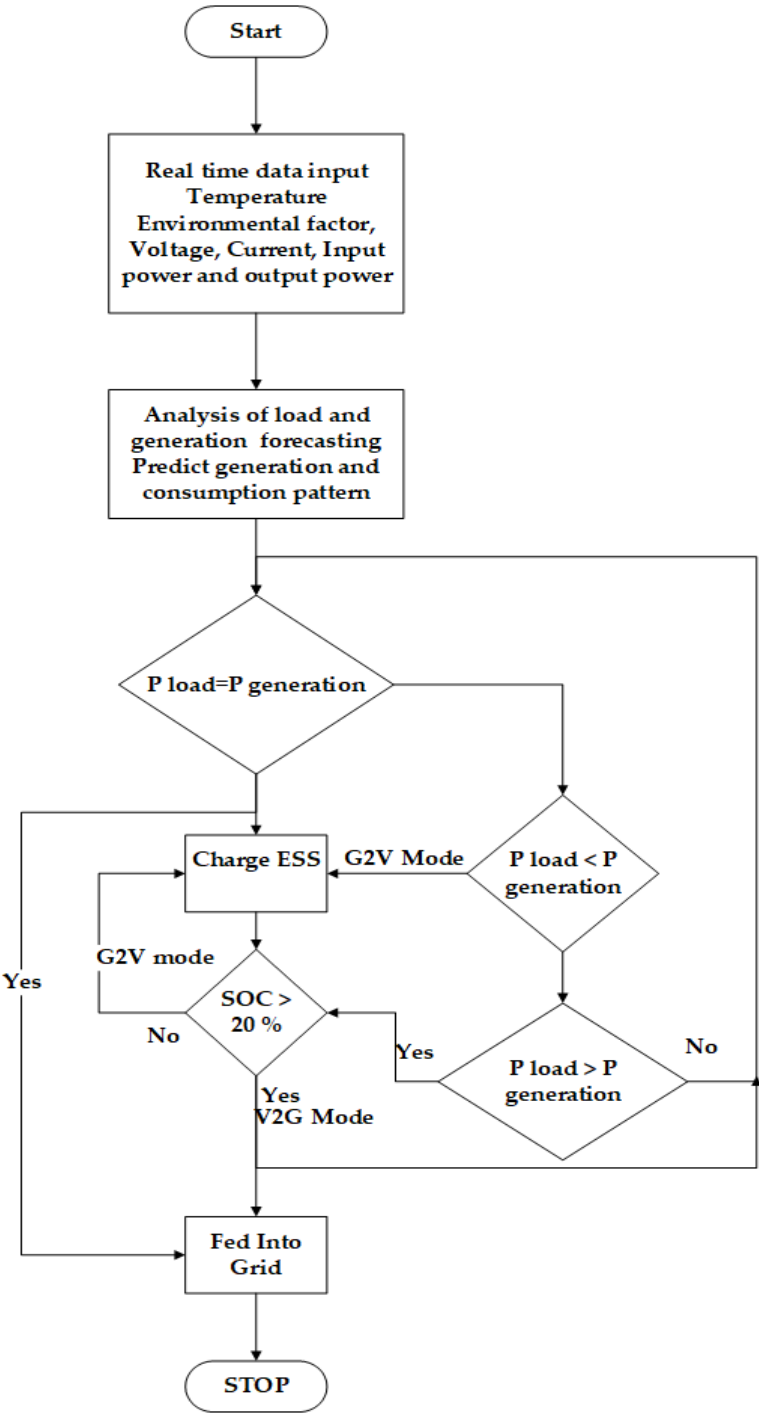 Start
Real time data input
Temperature
Environmental factor,
Voltage, Current, Input
power and output power
Analysis of load and
generation forecasting
Predict generation and
consumption pattern
P load=P generation
Charge ESS
G2V Mode
P load < P
generation
G2V mode
Yes
SOC >
20 %
No
Yes
P load > P
generation
No
Yes
V2G Mode
Fed Into
Grid
STOP